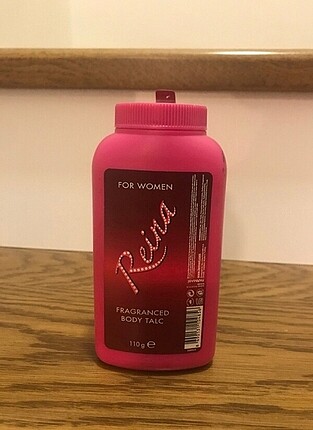 FOR WOMEN
Reina
FRAGRANCED
BODY TALC
110 g ℮